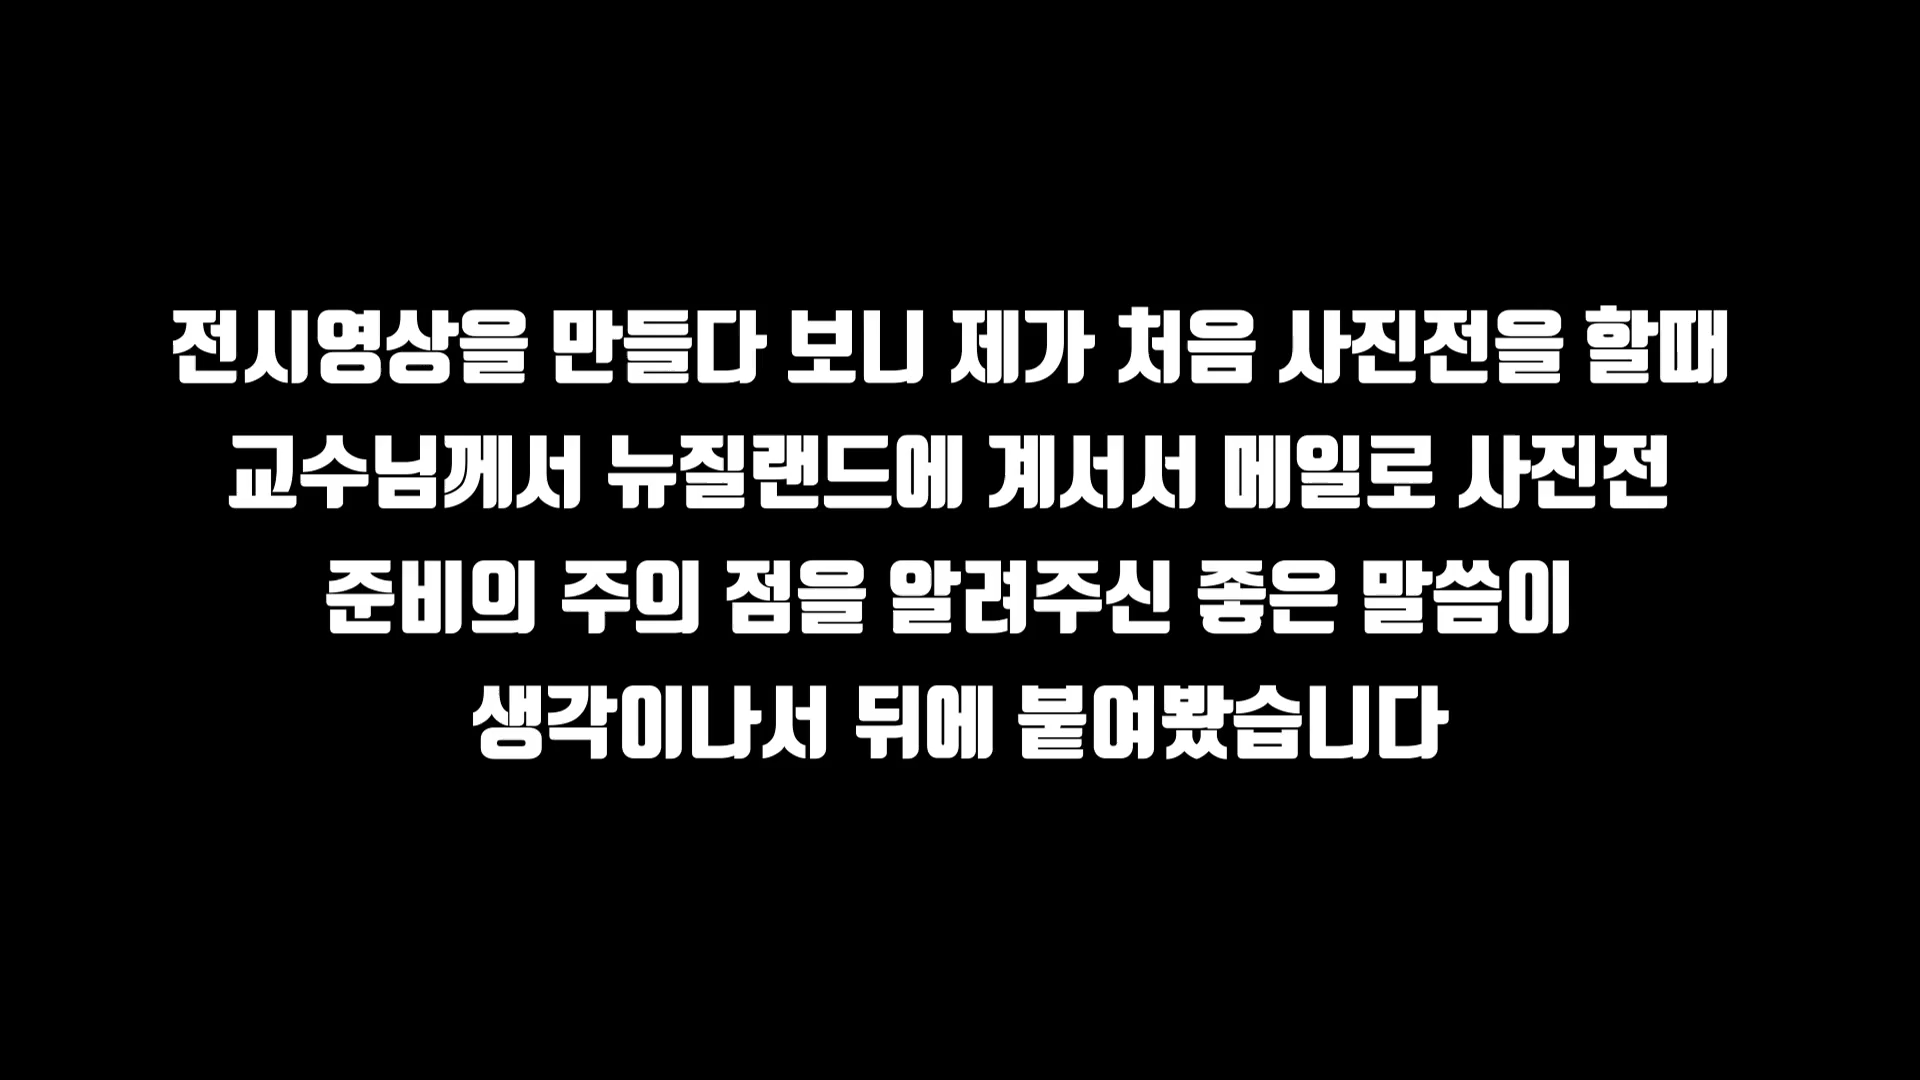 전시영상을 만들다 보니 제가 처음 사진전을 할때
교수님께서 뉴질랜드에 계서서 메일로 사진전
준비의 주의 점을 알려주신 좋은 말씀이
생각이나서 뒤에 붙여봤습니다